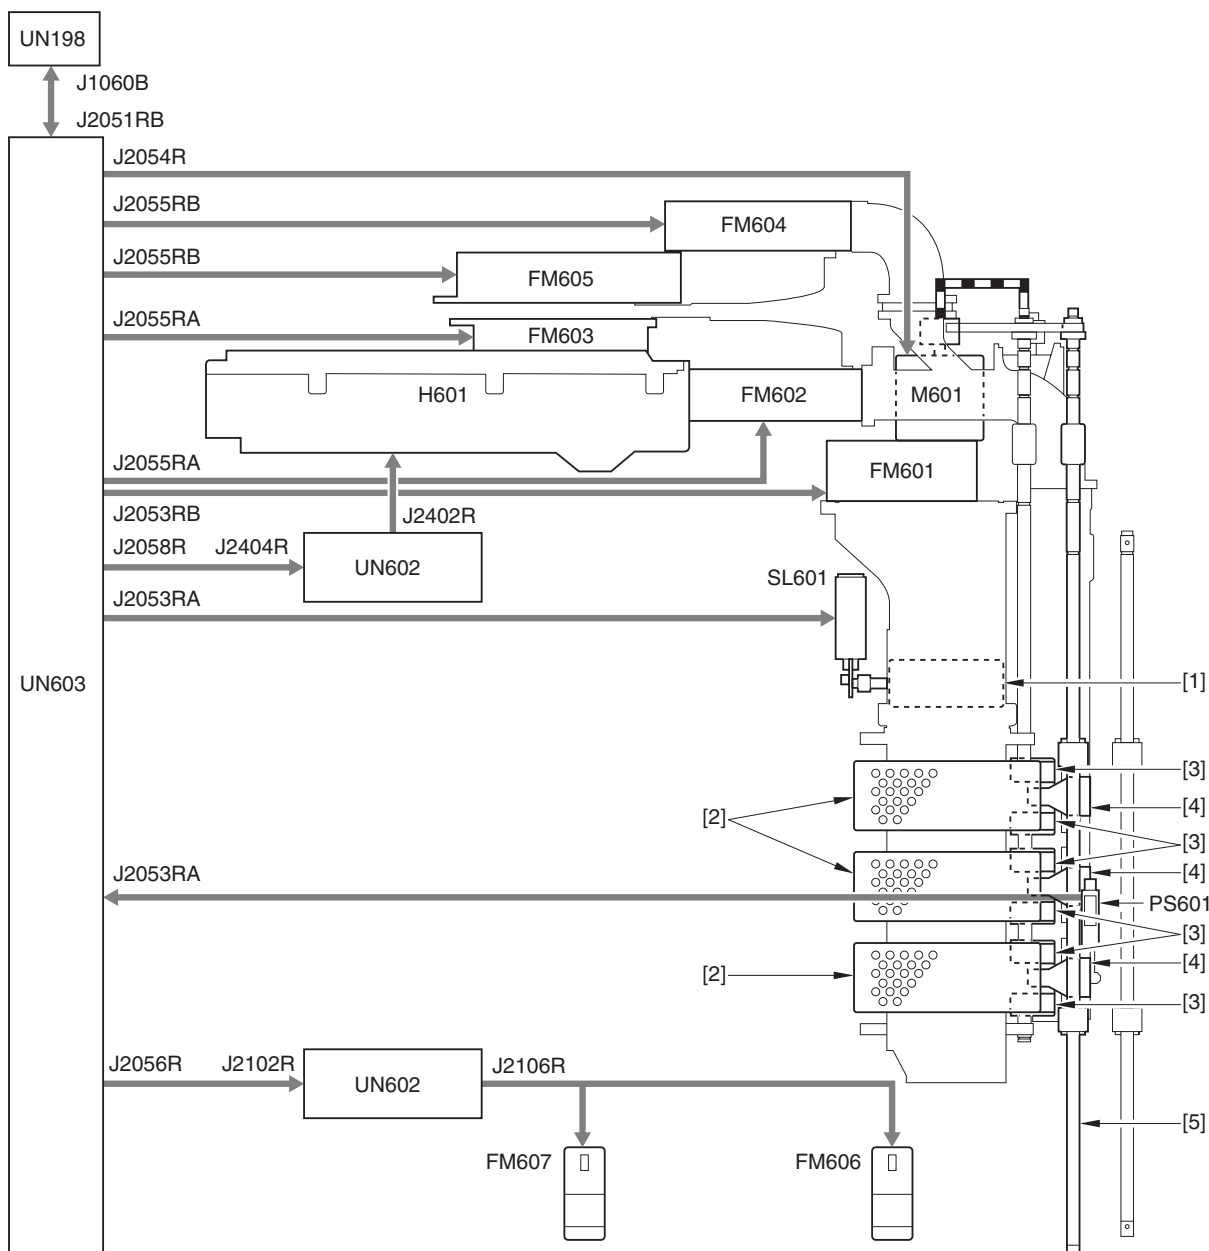 UN198
J1060B
J2051RB
J2054R
J2055RB
FM604
J2055RB
FM605
J2055RA
FM603
H601
FM602
M601
J2055RA
FM601
J2053RB
J2402R
J2058R
J2404R
UN602
SL601
J2053RA
UN603
[1]
[3]
[4]
[2]
[3]
J2053RA
[4]
PS601
[3]
[2]
[4]
[3]
J2056R
J2102R
UN602
J2106R
[5]
FM607
FM606